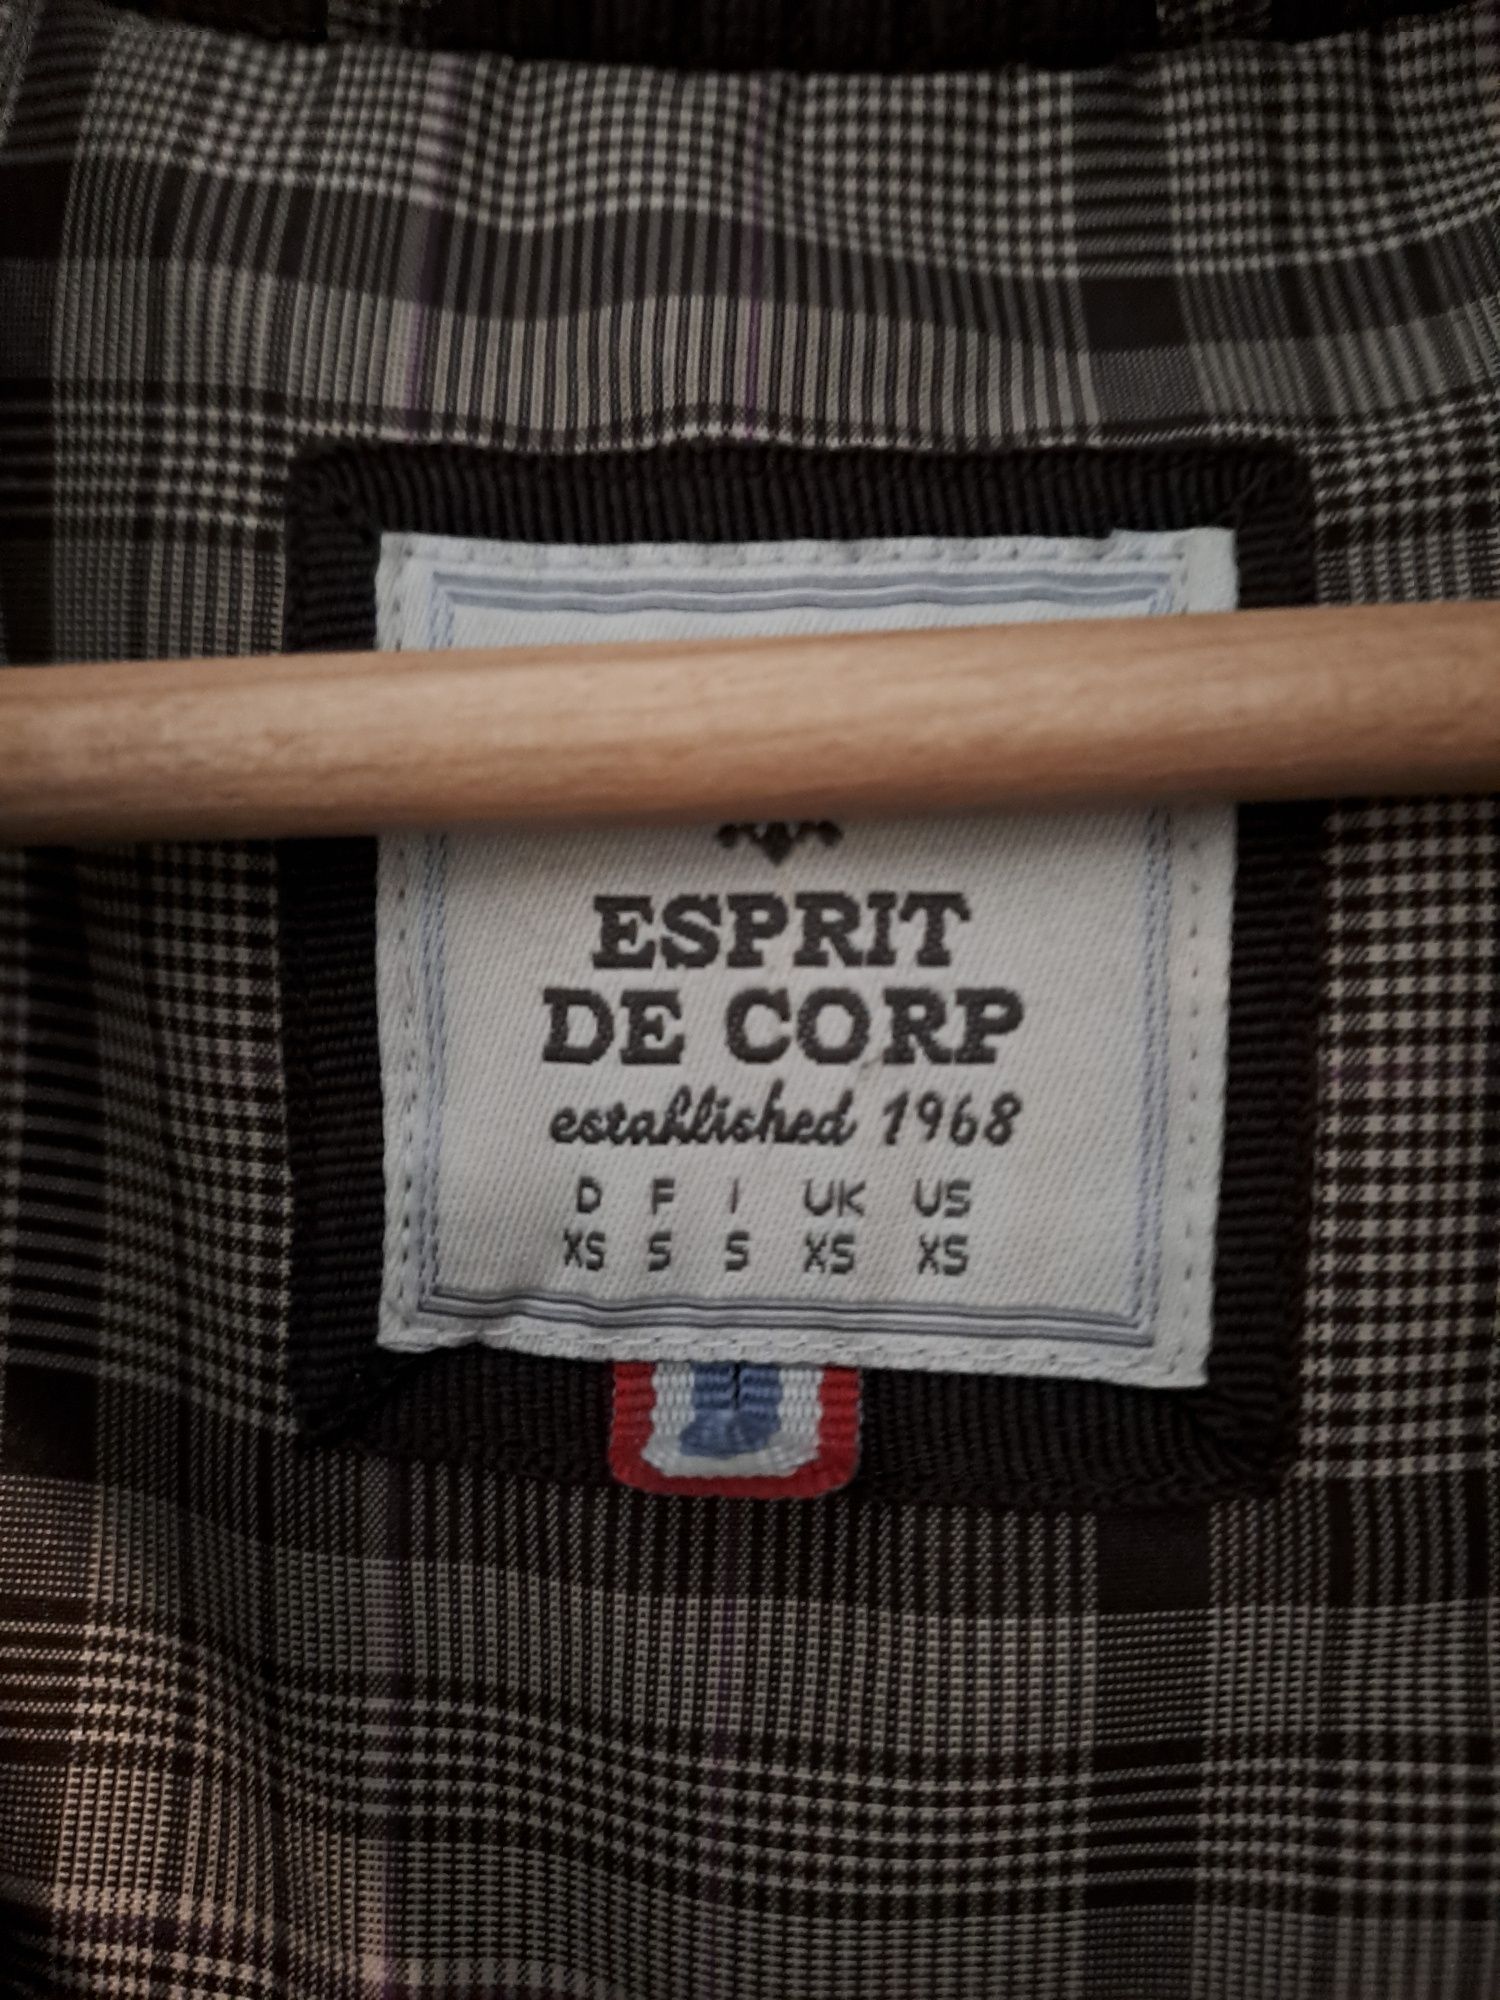 ESPRIT
DE CORP
established 1968
D F I UK US
XS S S XS XS